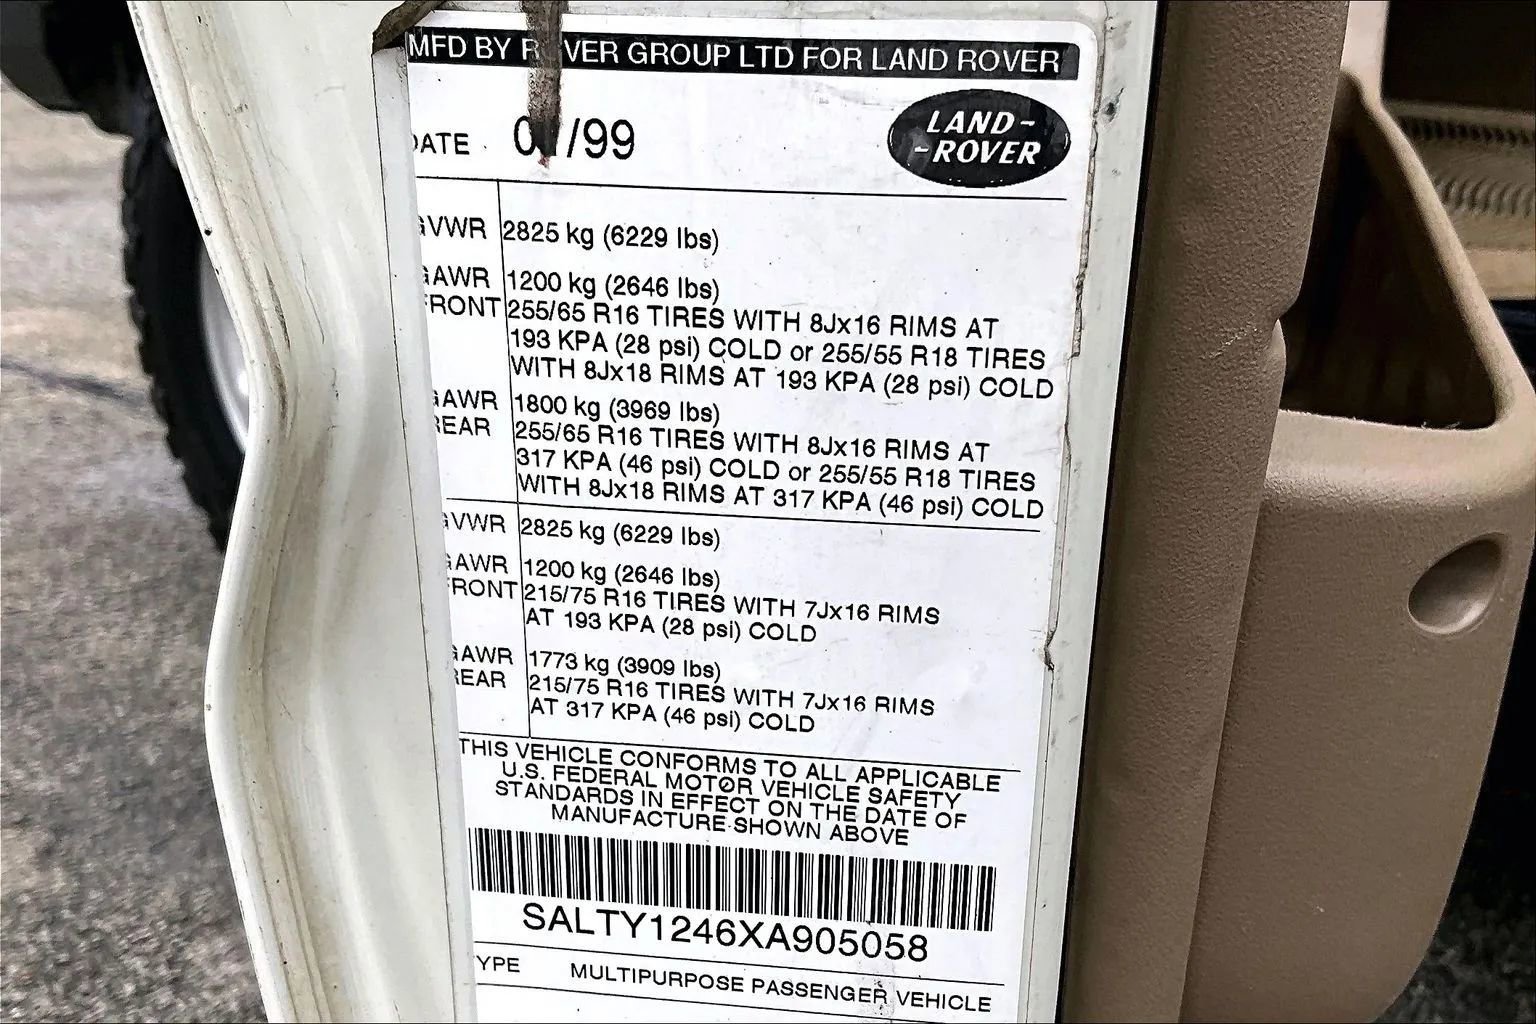 MFD BY ROVER GROUP LTD FOR LAND ROVER
LAND-
-ROVER
DATE /99
GVWR 2825 kg (6229 lbs)
GAWR 1200 kg (2646 lbs)
FRONT 255/65 R16 TIRES WITH 8Jx16 RIMS AT
193 KPA (28 psi) COLD or 255/55 R18 TIRES
WITH 8Jx18 RIMS AT 193 KPA (28 psi) COLD
GAWR 1800 kg (3969 lbs)
REAR 255/65 R16 TIRES WITH 8Jx16 RIMS AT
317 KPA (46 psi) COLD or 255/55 R18 TIRES
WITH 8Jx18 RIMS AT 317 KPA (46 psi) COLD
GVWR 2825 kg (6229 lbs)
GAWR 1200 kg (2646 lbs)
FRONT 215/75 R16 TIRES WITH 7Jx16 RIMS
AT 193 KPA (28 psi) COLD
GAWR 1773 kg (3909 lbs)
REAR 215/75 R16 TIRES WITH 7Jx16 RIMS
AT 317 KPA (46 psi) COLD
THIS VEHICLE CONFORMS TO ALL APPLICABLE
U.S. FEDERAL MOTOR VEHICLE SAFETY
STANDARDS IN EFFECT ON THE DATE OF
MANUFACTURE SHOWN ABOVE
SALTY1246XA905058
TYPE MULTIPURPOSE PASSENGER VEHICLE